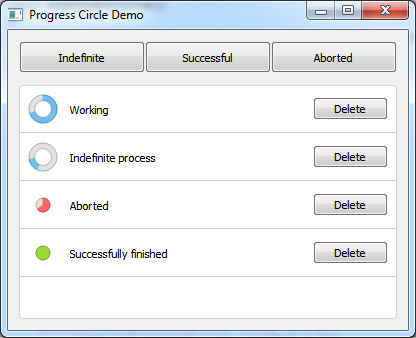 Progress Circle Demo
Indefinite Successful Aborted
Working Delete
Indefinite process Delete
Aborted Delete
Successfully finished Delete